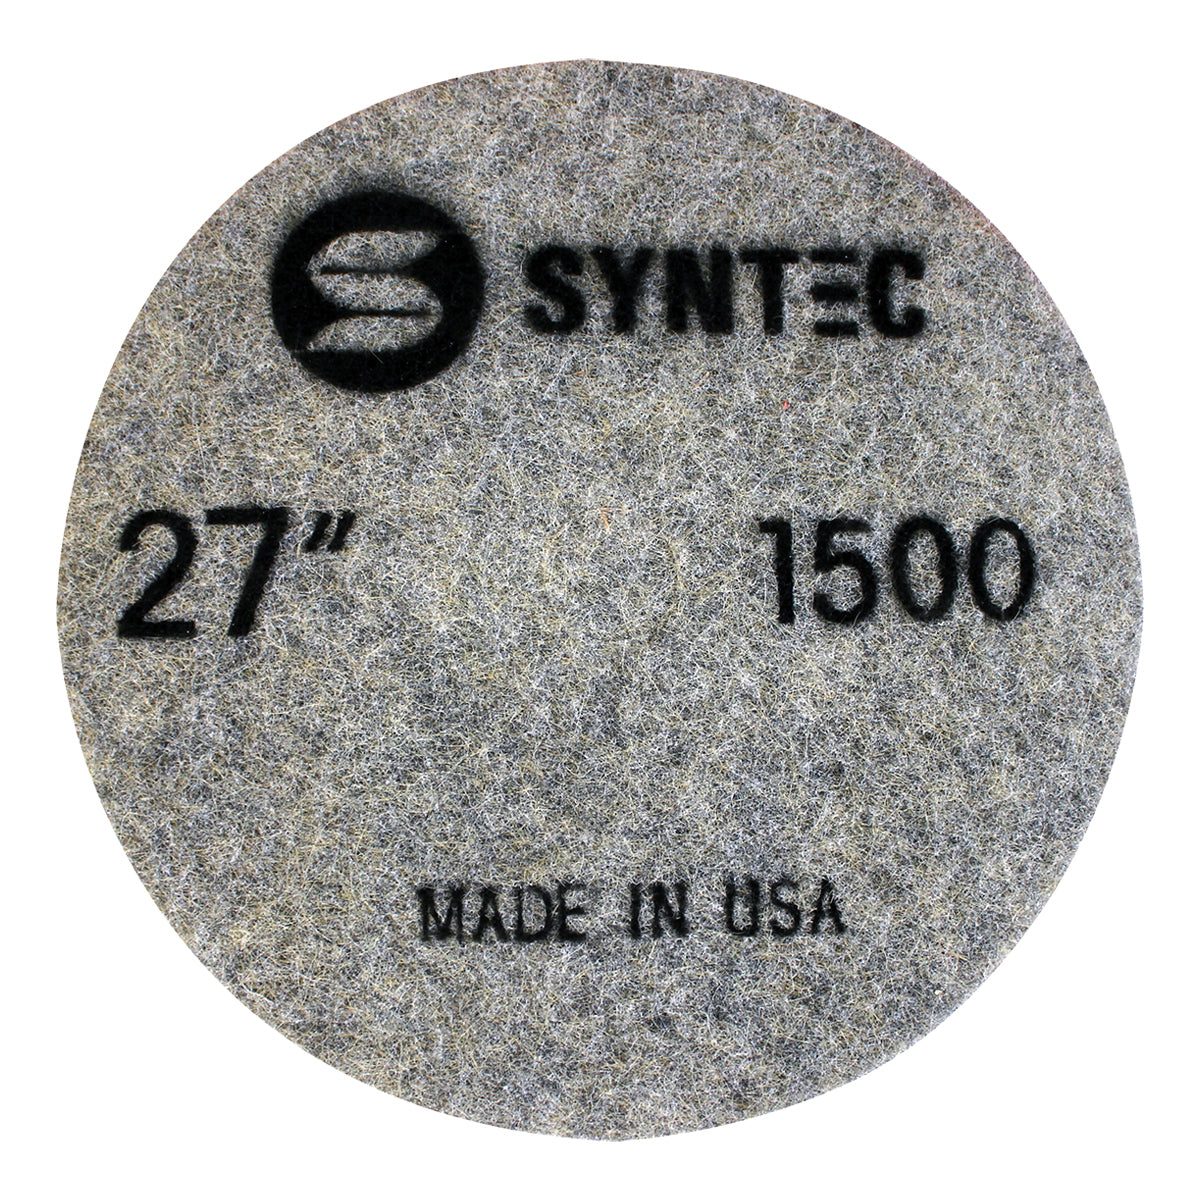 SYNTEC
27" 1500
MADE IN USA